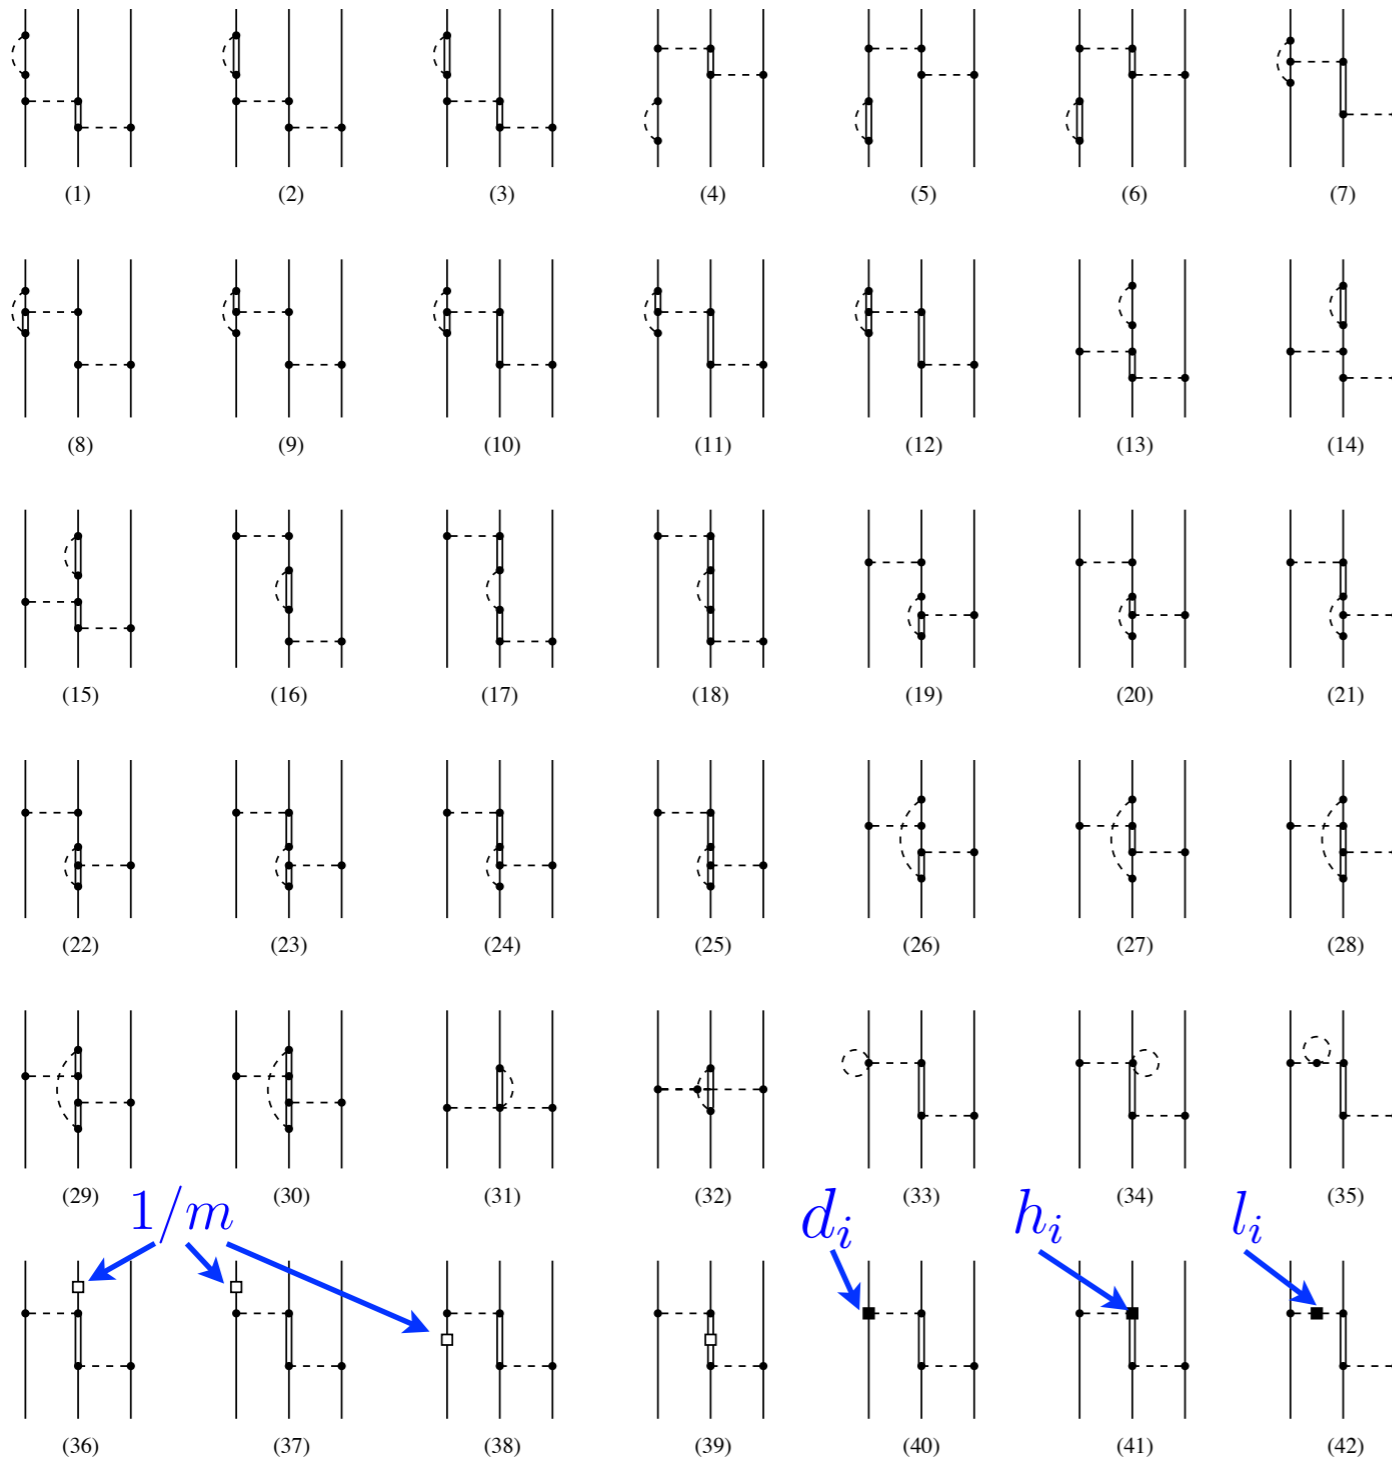 (1) (2) (3) (4) (5) (6) (7)
(8) (9) (10) (11) (12) (13) (14)
(15) (16) (17) (18) (19) (20) (21)
(22) (23) (24) (25) (26) (27) (28)
(29) (30) (31) (32) (33) (34) (35)
1/m d_i h_i l_i
(36) (37) (38) (39) (40) (41) (42)